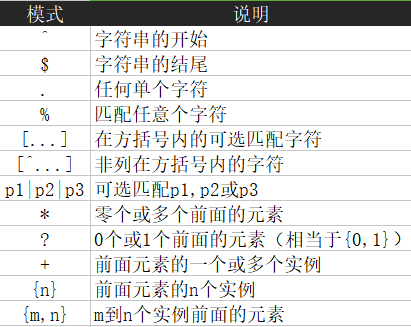 模式 说明
^ 字符串的开始
$ 字符串的结尾
. 任何单个字符
% 匹配任意个字符
[...] 在方括号内的可选匹配字符
[^...] 非列在方括号内的字符
p1|p2|p3 可选匹配p1,p2或p3
* 零个或多个前面的元素
? 0个或1个前面的元素（相当于{0,1}）
+ 前面元素的一个或多个实例
{n} 前面元素的n个实例
{m,n} m到n个实例前面的元素